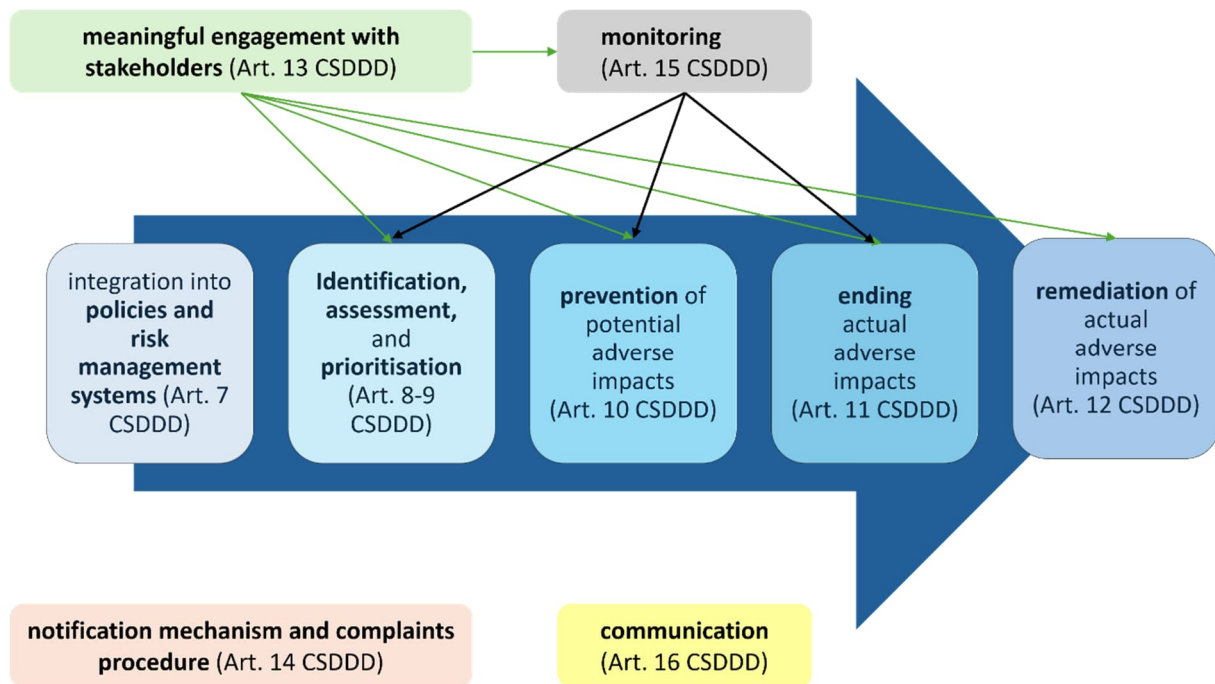 meaningful engagement with
stakeholders (Art. 13 CSDDD)
monitoring
(Art. 15 CSDDD)
integration into
policies and
risk
management
systems (Art. 7
CSDDD)
Identification,
assessment,
and
prioritisation
(Art. 8-9
CSDDD)
prevention of
potential
adverse
impacts
(Art. 10 CSDDD)
ending
actual
adverse
impacts
(Art. 11 CSDDD)
remediation of
actual
adverse
impacts
(Art. 12 CSDDD)
notification mechanism and complaints
procedure (Art. 14 CSDDD)
communication
(Art. 16 CSDDD)